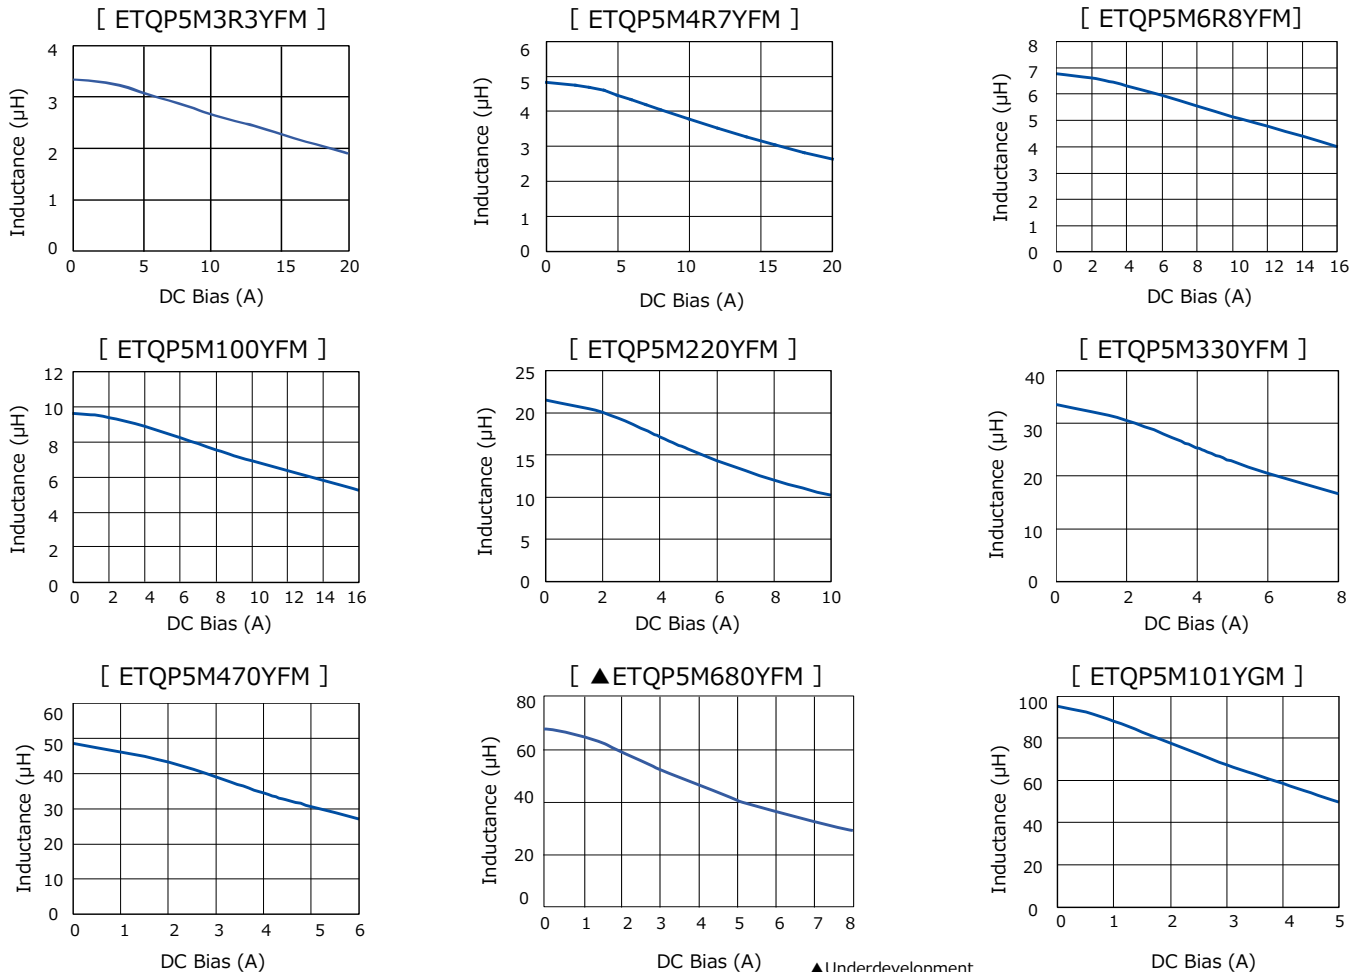 [ ETQP5M3R3YFM ]
4
3
2
1
0
0 5 10 15 20
Inductance (μH)
DC Bias (A)
[ ETQP5M4R7YFM ]
6
5
4
3
2
1
0
0 5 10 15 20
Inductance (μH)
DC Bias (A)
[ ETQP5M6R8YFM]
8
7
6
5
4
3
2
1
0
0 2 4 6 8 10 12 14 16
Inductance (μH)
DC Bias (A)
[ ETQP5M100YFM ]
12
10
8
6
4
2
0
0 2 4 6 8 10 12 14 16
Inductance (μH)
DC Bias (A)
[ ETQP5M220YFM ]
25
20
15
10
5
0
0 2 4 6 8 10
Inductance (μH)
DC Bias (A)
[ ETQP5M330YFM ]
40
30
20
10
0
0 2 4 6 8
Inductance (μH)
DC Bias (A)
[ ETQP5M470YFM ]
60
50
40
30
20
10
0
0 1 2 3 4 5 6
Inductance (μH)
DC Bias (A)
[ ▲ETQP5M680YFM ]
80
60
40
20
0
0 1 2 3 4 5 6 7 8
Inductance (μH)
DC Bias (A)
▲Underdevelopment
[ ETQP5M101YGM ]
100
80
60
40
20
0
0 1 2 3 4 5
Inductance (μH)
DC Bias (A)